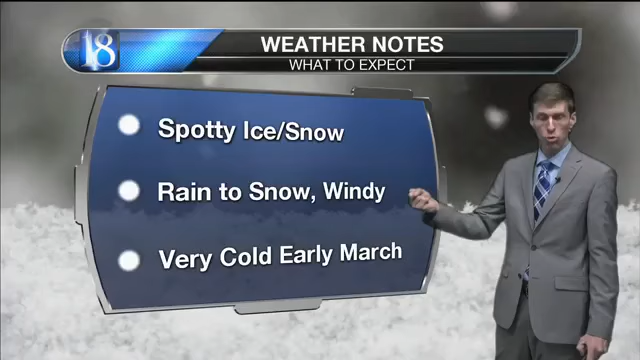 18
WEATHER NOTES
WHAT TO EXPECT
Spotty Ice/Snow
Rain to Snow, Windy
Very Cold Early March